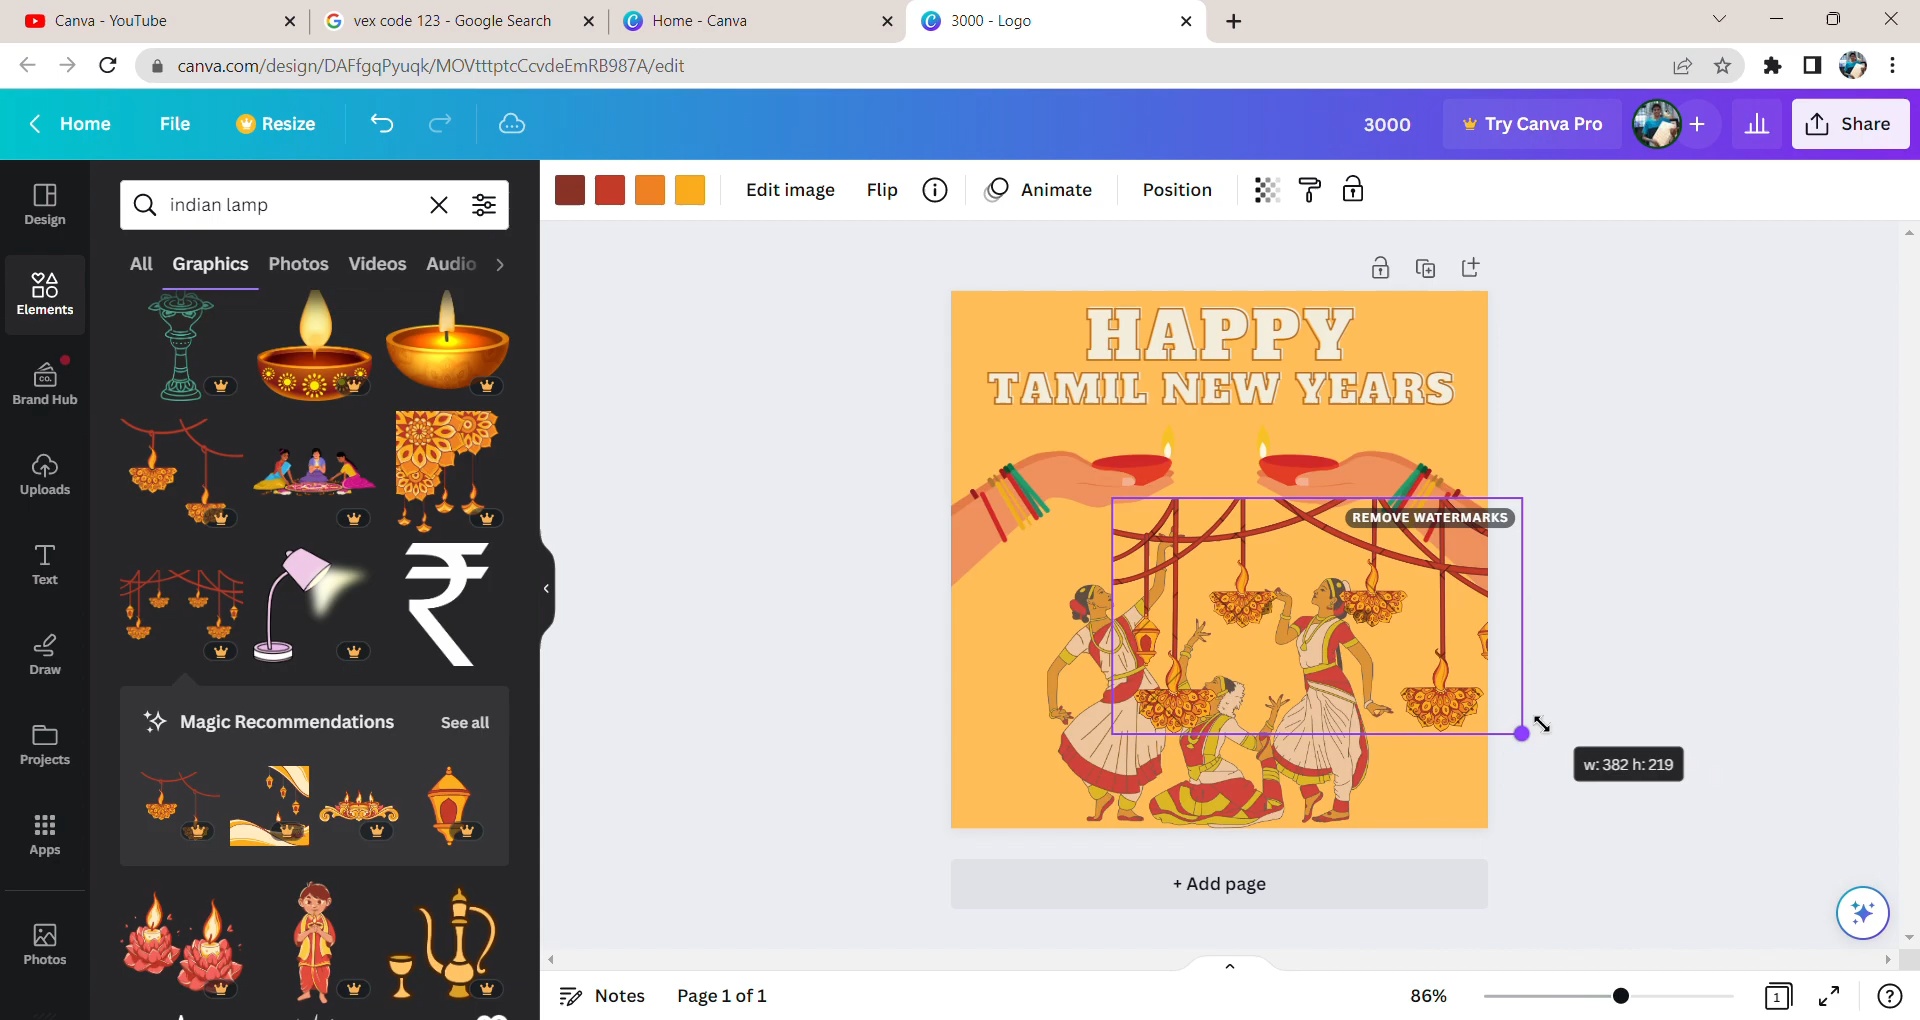 Canva - YouTube
vex code 123 - Google Search
Home - Canva
3000 - Logo
canva.com/design/DAFfgqPyuqk/MOVtttptcCcvdeEmRB987A/edit
Home
File
Resize
3000
Try Canva Pro
Share
Design
Elements
CO.
Brand Hub
Uploads
Text
Draw
Projects
Apps
Photos
indian lamp
All
Graphics
Photos
Videos
Audio
₹
Magic Recommendations
See all
Edit image
Flip
Animate
Position
HAPPY
TAMIL NEW YEARS
REMOVE WATERMARKS
w: 382 h: 219
+ Add page
Notes
Page 1 of 1
86%
1